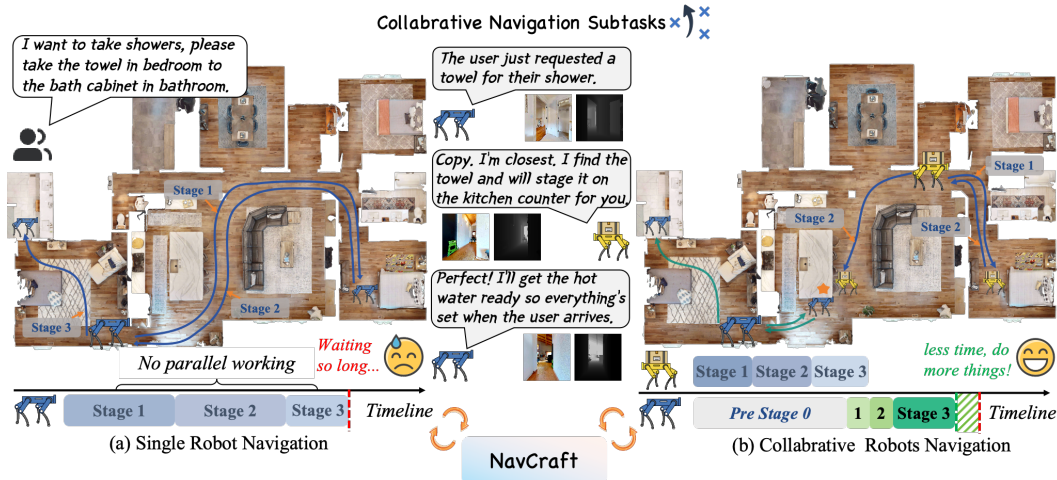 Collabrative Navigation Subtasks
I want to take showers, please
take the towel in bedroom to
the bath cabinet in bathroom.
Stage 1
Stage 2
Stage 3
No parallel working
Waiting
so long...
Stage 1
Stage 2
Stage 3
Timeline
(a) Single Robot Navigation
The user just requested a
towel for their shower.
Copy. I'm closest. I find the
towel and will stage it on
the kitchen counter for you.
Perfect! I'll get the hot
water ready so everything's
set when the user arrives.
NavCraft
Stage 1
Stage 2
Stage 2
less time, do
more things!
Stage 1
Stage 2
Stage 3
Pre Stage 0
1
2
Stage 3
Timeline
(b) Collabrative Robots Navigation